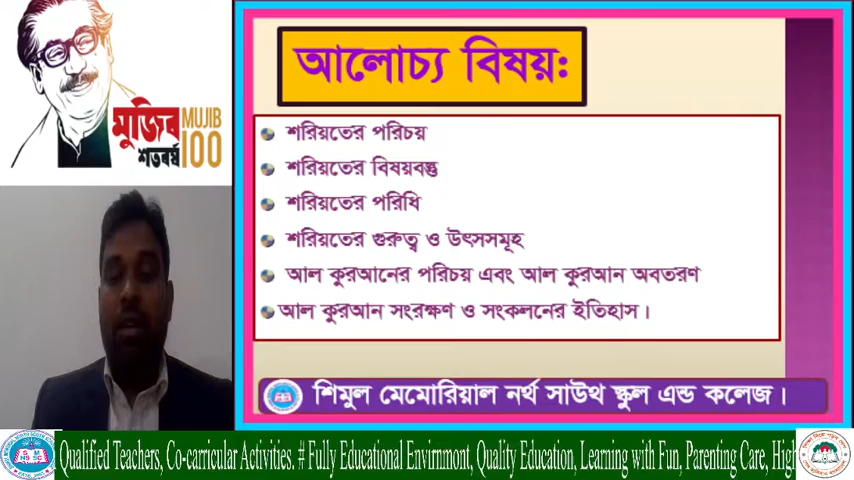 মুজিব
শতবর্ষ
MUJIB
100
আলোচ্য বিষয়ঃ
শরিয়তের পরিচয়
শরিয়তের বিষয়বস্তু
শরিয়তের পরিধি
শরিয়তের গুরুত্ব ও উৎসসমূহ
আল কুরআনের পরিচয় এবং আল কুরআন অবতরণ
আল কুরআন সংরক্ষণ ও সংকলনের ইতিহাস।
শিমুল মেমোরিয়াল নর্থ সাউথ স্কুল এন্ড কলেজ।
Qualified Teachers, Co-carricular Activities. # Fully Educational Envirnment, Quality Education, Learning with Fun, Parenting Care, High